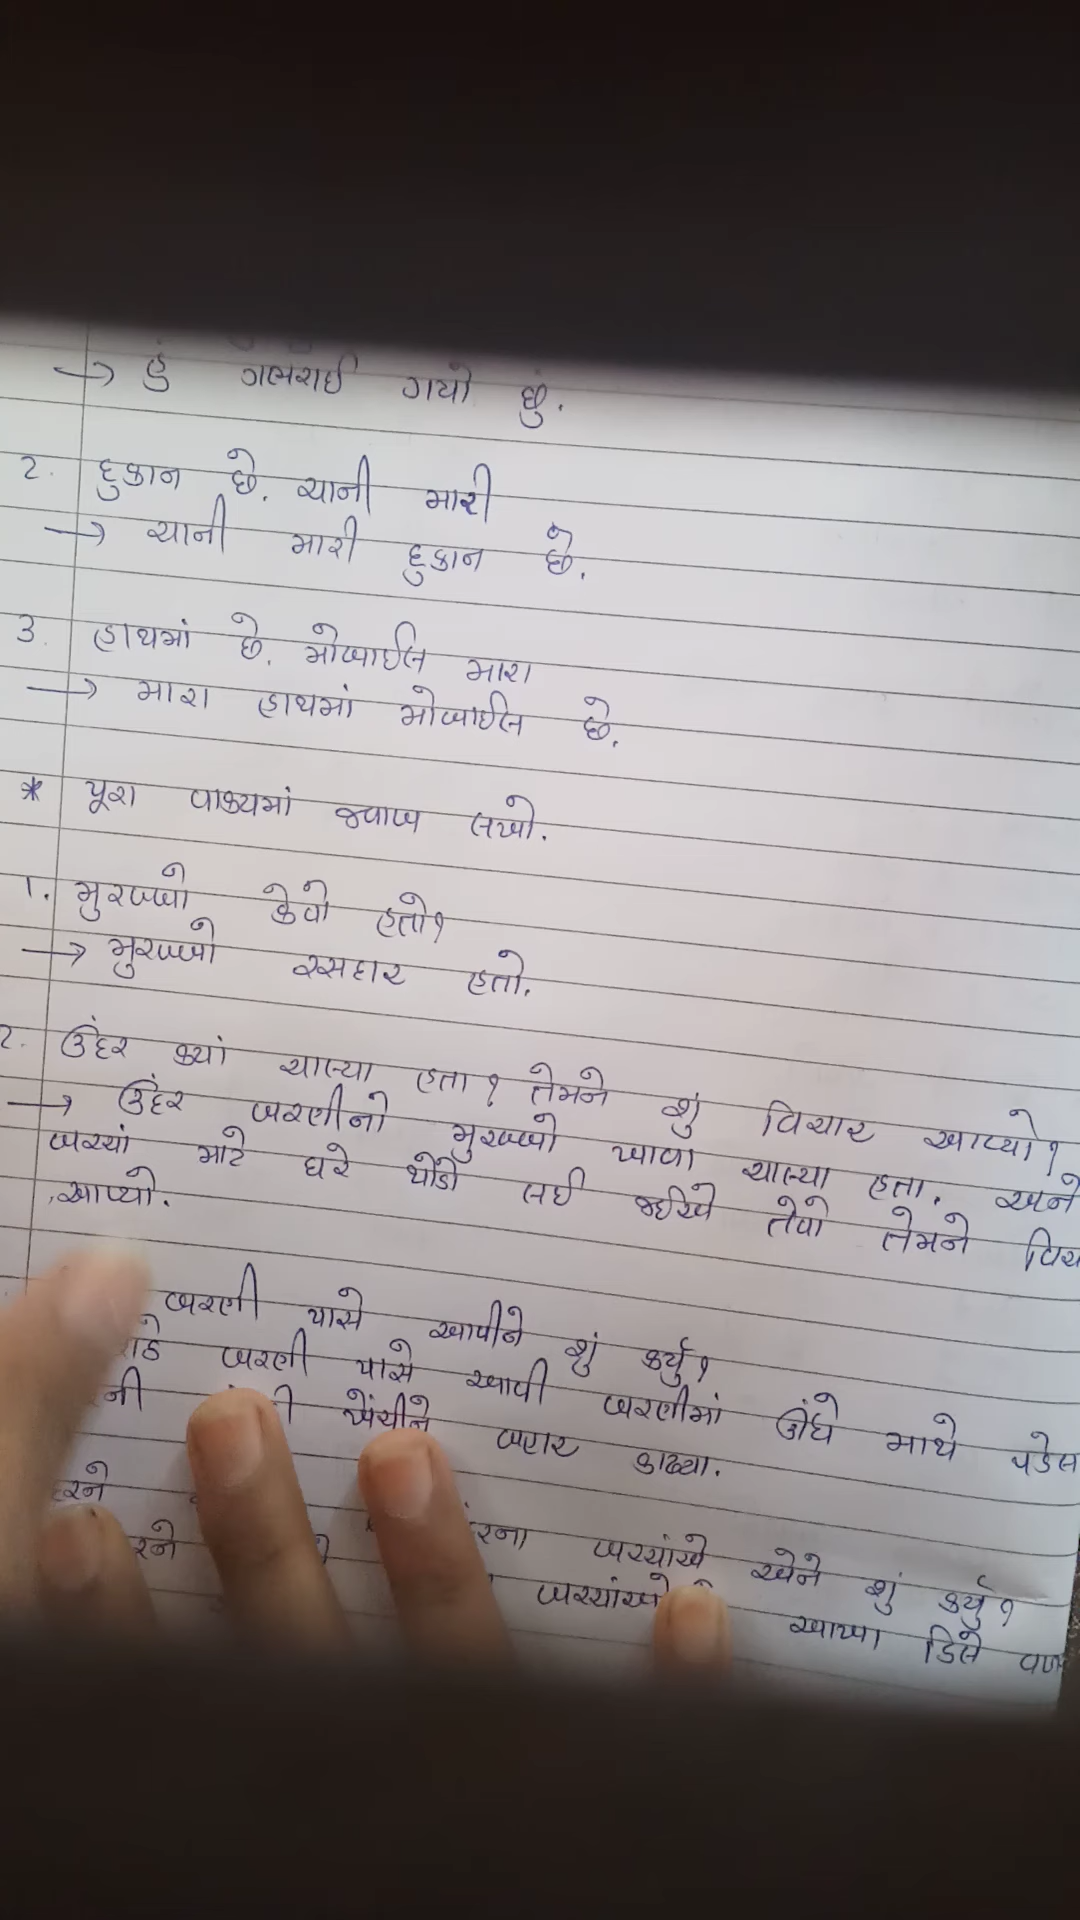 → હું ગભરાઈ ગયો છું.
2. દુકાન છે. ચાની મારી
→ ચાની મારી દુકાન છે.
3. હાથમાં છે. મોબાઈલ મારા
→ મારા હાથમાં મોબાઈલ છે.
* પૂરા વાક્યમાં જવાબ લખો.
1. મુરબ્બો કેવો હતો?
→ મુરબ્બો રસદાર હતો.
2. ઉંદર ક્યાં ચાલ્યા હતા? તેમને શું વિચાર આવ્યો?
→ ઉંદર બરણીનો મુરબ્બો ખાવા ચાલ્યા હતા. અને
બચ્ચાં માટે ઘરે થોડો લઈ જઈએ તેવો તેમને
આવ્યો.
બરણી પાસે આવીને શું કર્યું?
બરણી પાસે આવી બરણીમાં ઊંધે માથે
ખેંચીને બહાર કાઢ્યા.
બચ્ચાંએ એને શું કર્યું?
બચ્ચાંએ આખા ડિલે